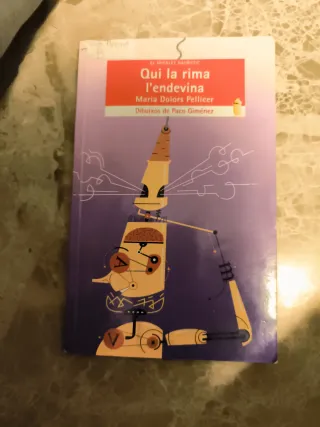 Qui la rima
l'endevina
Maria Dolors Pellicer
Dibuixos de Paco Giménez